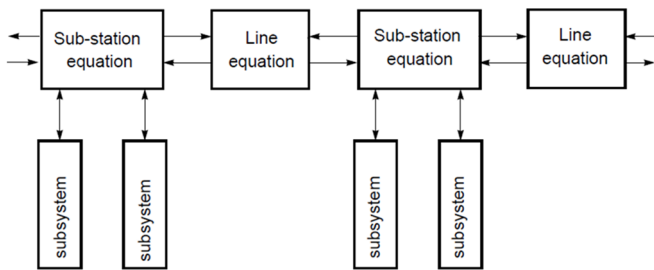 Sub-station
equation
Line
equation
Sub-station
equation
Line
equation
subsystem
subsystem
subsystem
subsystem